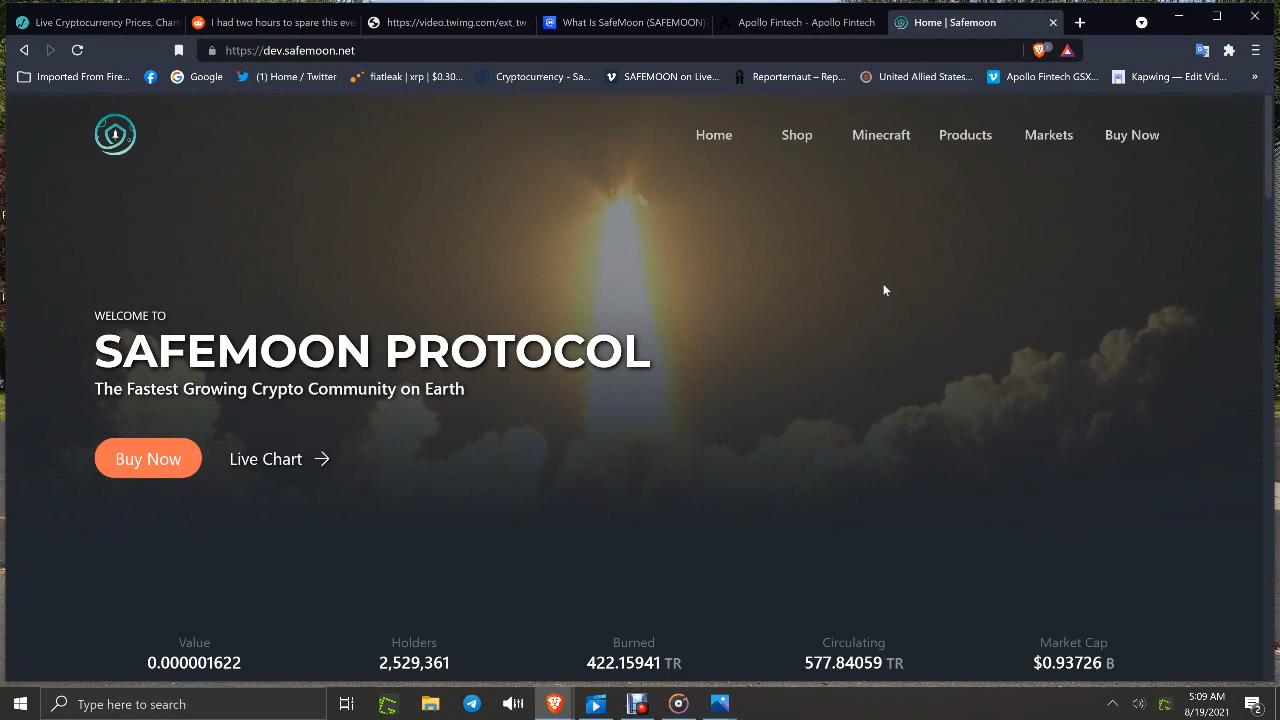 Live Cryptocurrency Prices, Chart
I had two hours to spare this eve
https://video.twimg.com/ext_tw
What Is SafeMoon (SAFEMOON)
Apollo Fintech - Apollo Fintech
Home | Safemoon
https://dev.safemoon.net
Imported From Fire...
Google
(1) Home / Twitter
fiatleak | xrp | $0.30...
Cryptocurrency - Sa...
SAFEMOON on Live...
Reporternaut – Rep...
United Allied States...
Apollo Fintech GSX...
Kapwing — Edit Vid...
»
Home
Shop
Minecraft
Products
Markets
Buy Now
WELCOME TO
SAFEMOON PROTOCOL
The Fastest Growing Crypto Community on Earth
Buy Now
Live Chart
Value
Holders
Burned
Circulating
Market Cap
0.000001622
2,529,361
422.15941 TR
577.84059 TR
$0.93726 B
Type here to search
5:09 AM
8/19/2021
2